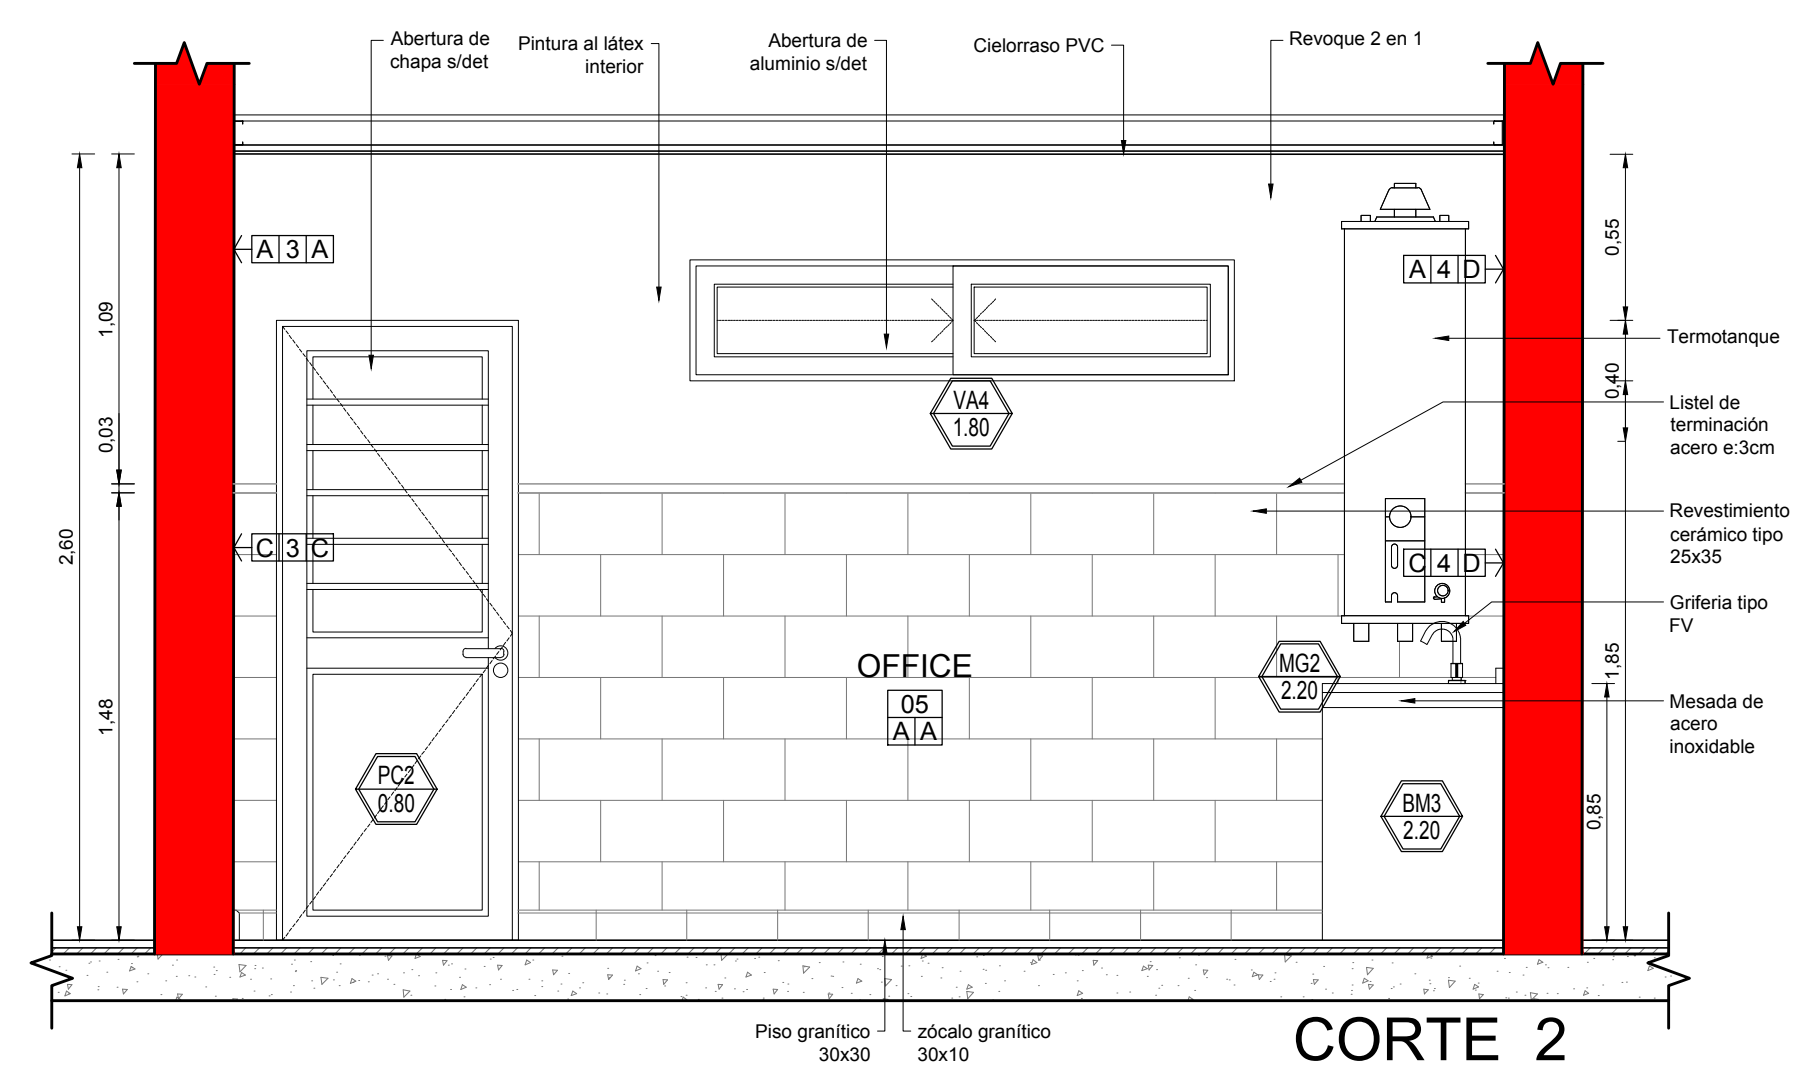 Abertura de
chapa s/det
Pintura al látex
interior
Abertura de
aluminio s/det
Cielorraso PVC
Revoque 2 en 1
A 3 A
A 4 D
1,09
0,03
2,60
1,48
0,55
0,40
1,85
0,85
Termotanque
Listel de
terminación
acero e:3cm
Revestimiento
cerámico tipo
25x35
Griferia tipo
FV
Mesada de
acero
inoxidable
VA4
1.80
C 3 C
C 4 D
OFFICE
05
A A
MG2
2.20
PC2
0.80
BM3
2.20
Piso granítico
30x30
zócalo granítico
30x10
CORTE 2